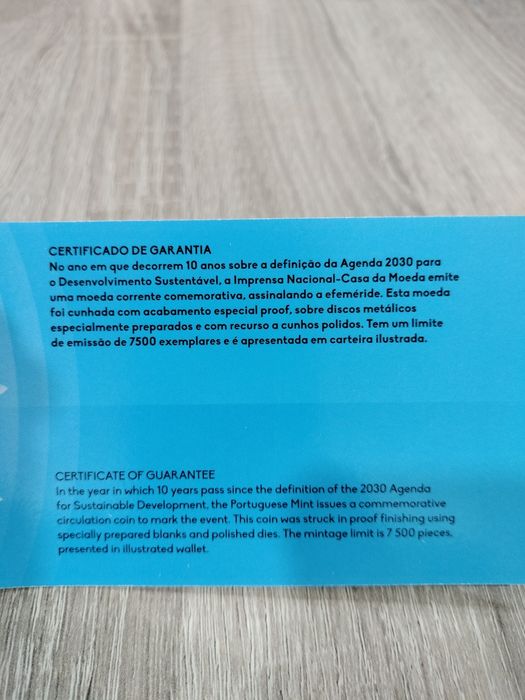 CERTIFICADO DE GARANTIA
No ano em que decorrem 10 anos sobre a definição da Agenda 2030 para
o Desenvolvimento Sustentável, a Imprensa Nacional-Casa da Moeda emite
uma moeda corrente comemorativa, assinalando a efeméride. Esta moeda
foi cunhada com acabamento especial proof, sobre discos metálicos
especialmente preparados e com recurso a cunhos polidos. Tem um limite
de emissão de 7500 exemplares e é apresentada em carteira ilustrada.
CERTIFICATE OF GUARANTEE
In the year in which 10 years pass since the definition of the 2030 Agenda
for Sustainable Development, the Portuguese Mint issues a commemorative
circulation coin to mark the event. This coin was struck in proof finishing using
specially prepared blanks and polished dies. The mintage limit is 7 500 pieces,
presented in illustrated wallet.